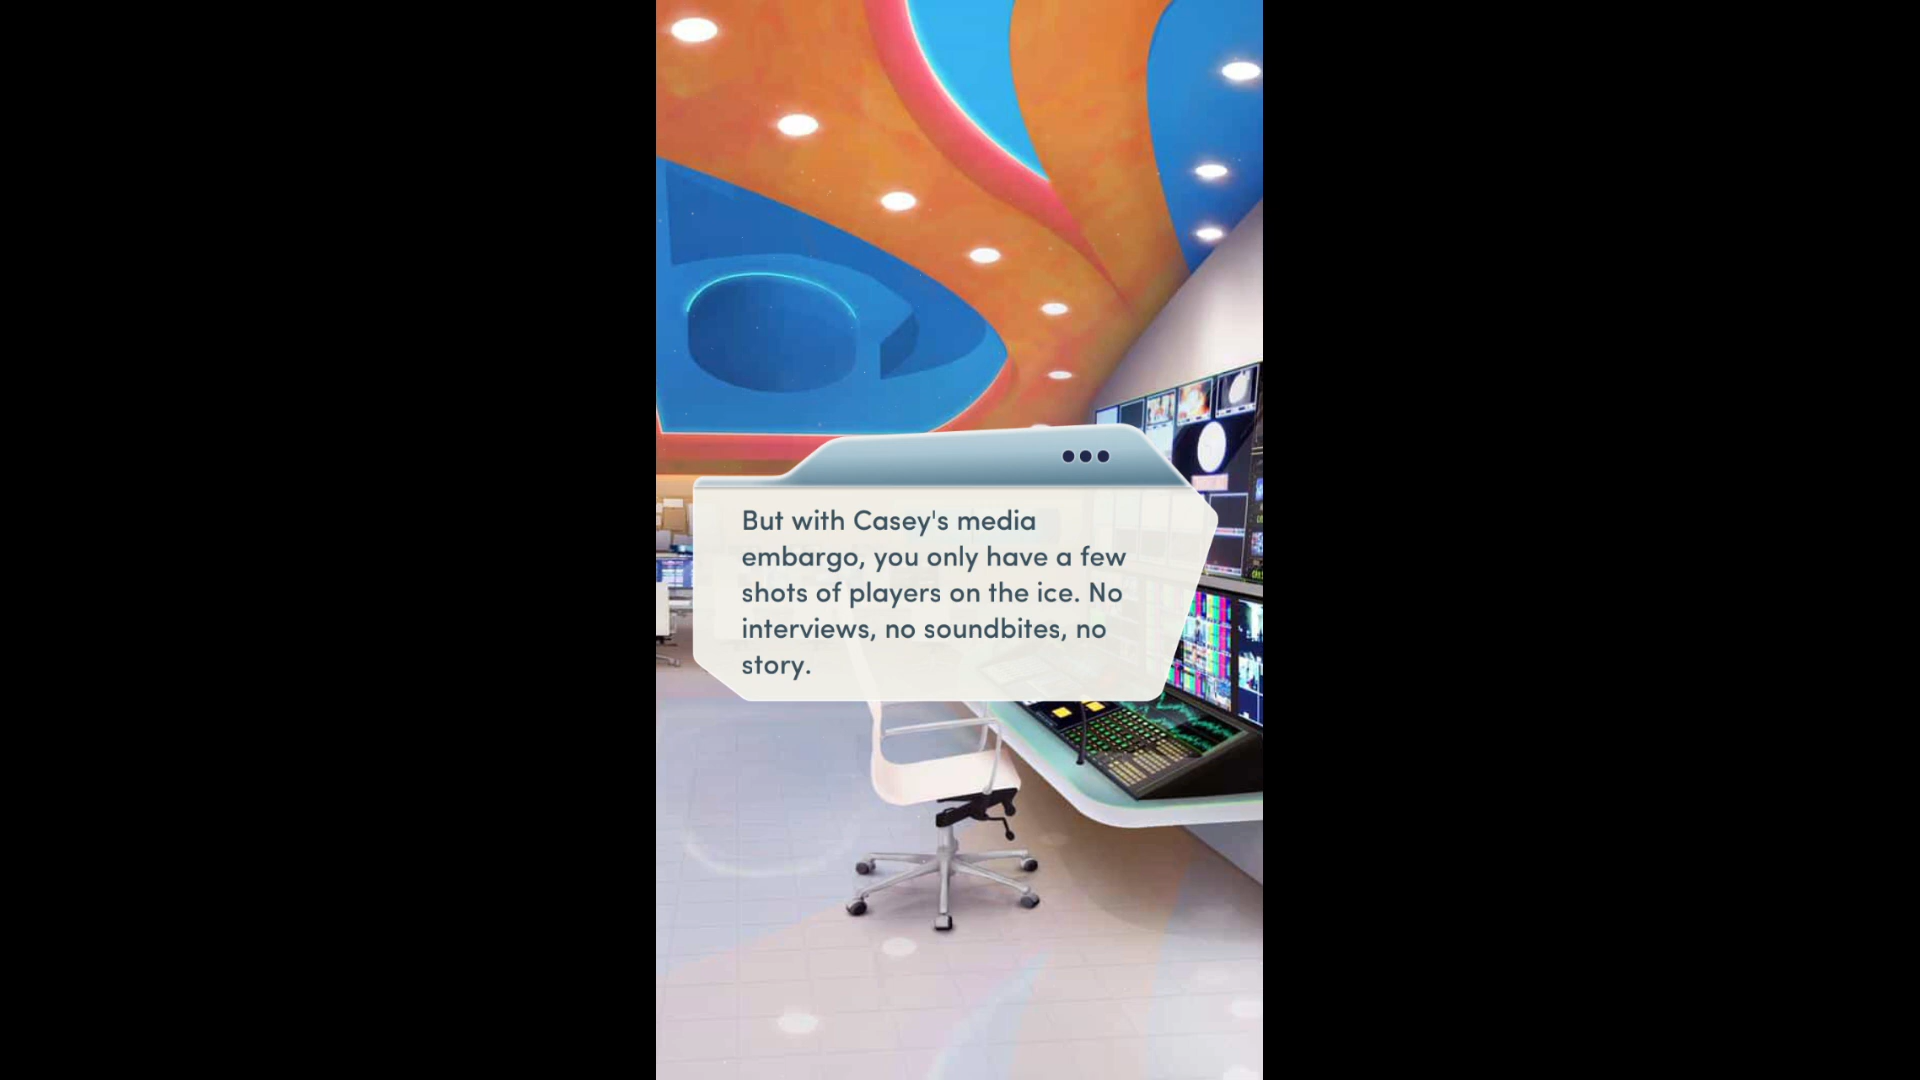 But with Casey's media
embargo, you only have a few
shots of players on the ice. No
interviews, no soundbites, no
story.